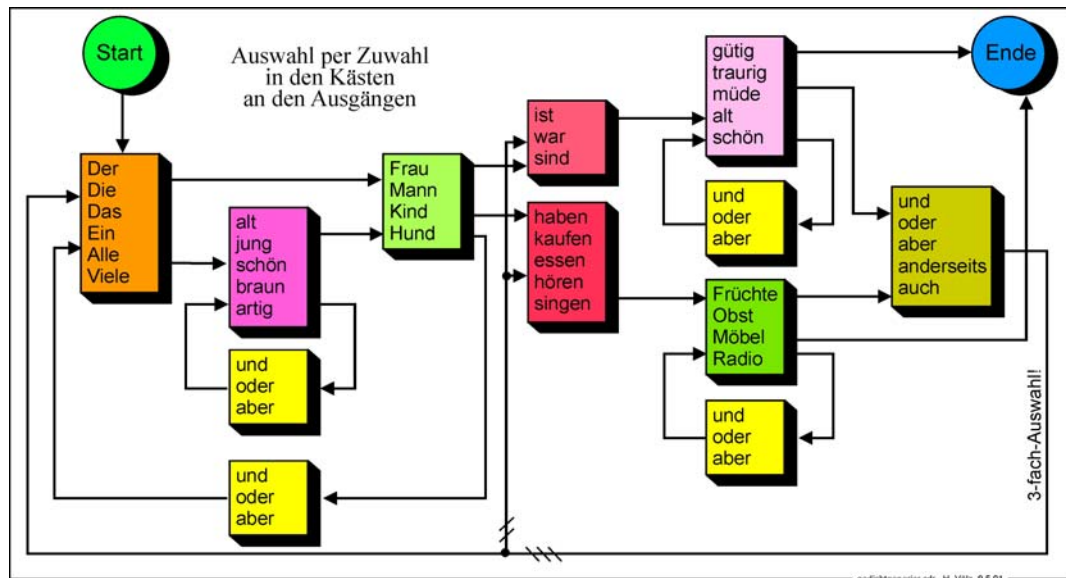 Start
Auswahl per Zuwahl
in den Kästen
an den Ausgängen
Der
Die
Das
Ein
Alle
Viele
alt
jung
schön
braun
artig
und
oder
aber
und
oder
aber
Frau
Mann
Kind
Hund
ist
war
sind
haben
kaufen
essen
hören
singen
gütig
traurig
müde
alt
schön
und
oder
aber
Früchte
Obst
Möbel
Radio
und
oder
aber
und
oder
aber
anderseits
auch
Ende
3-fach-Auswahl!